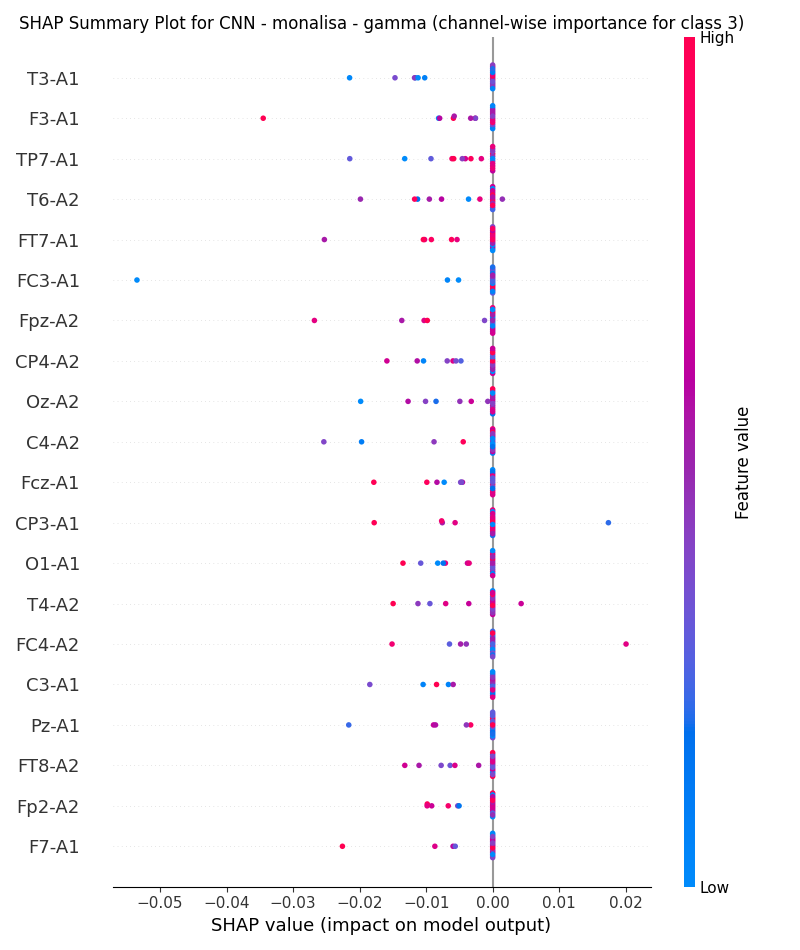 SHAP Summary Plot for CNN - monalisa - gamma (channel-wise importance for class 3)
High
T3-A1
F3-A1
TP7-A1
T6-A2
FT7-A1
FC3-A1
Fpz-A2
CP4-A2
Oz-A2
C4-A2
Fcz-A1
CP3-A1
O1-A1
T4-A2
FC4-A2
C3-A1
Pz-A1
FT8-A2
Fp2-A2
F7-A1
Feature value
Low
−0.05 −0.04 −0.03 −0.02 −0.01 0.00 0.01 0.02
SHAP value (impact on model output)